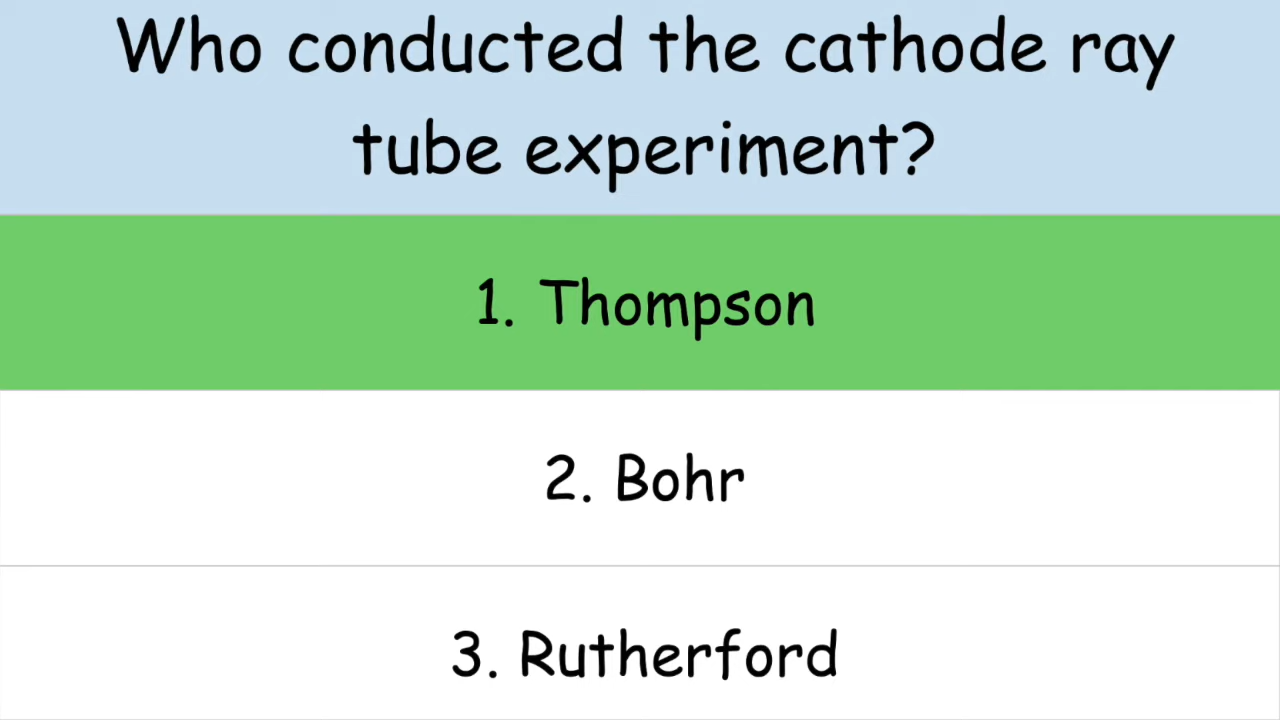 Who conducted the cathode ray
tube experiment?
1. Thompson
2. Bohr
3. Rutherford